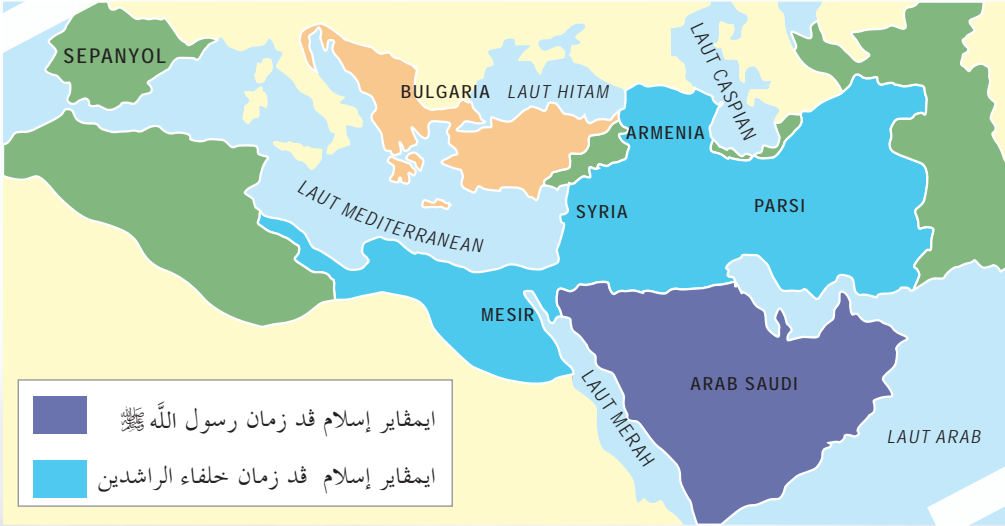 SEPANYOL
BULGARIA
LAUT HITAM
LAUT CASPIAN
ARMENIA
LAUT MEDITERRANEAN
SYRIA
PARSI
MESIR
LAUT MERAH
ARAB SAUDI
LAUT ARAB
ايمڤاير إسلام ڤد زمان رسول اللَّه ﷺ
ايمڤاير إسلام ڤد زمان خلفاء الراشدين